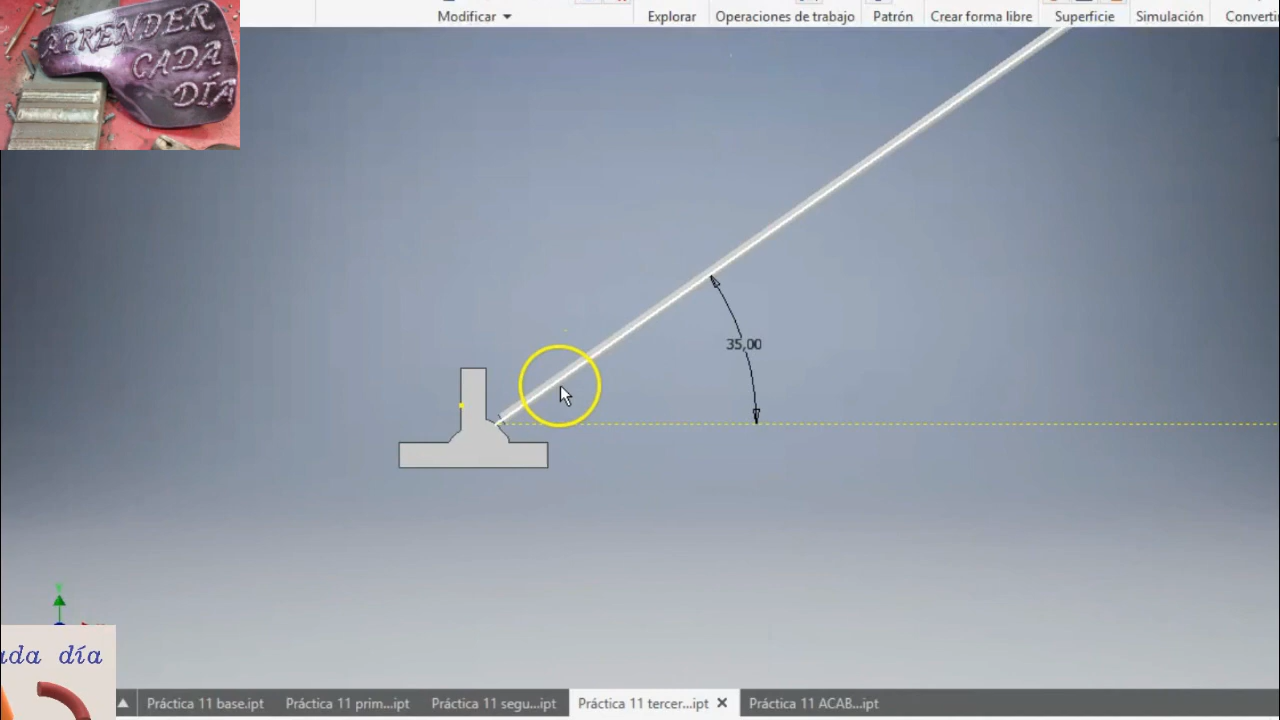 Modificar
Explorar
Operaciones de trabajo
Patrón
Crear forma libre
Superficie
Simulación
Converti
APRENDER
CADA
DÍA
35,00
Y
ada día
Práctica 11 base.ipt
Práctica 11 prim...ipt
Práctica 11 segu...ipt
Práctica 11 tercer...ipt
Práctica 11 ACAB...ipt